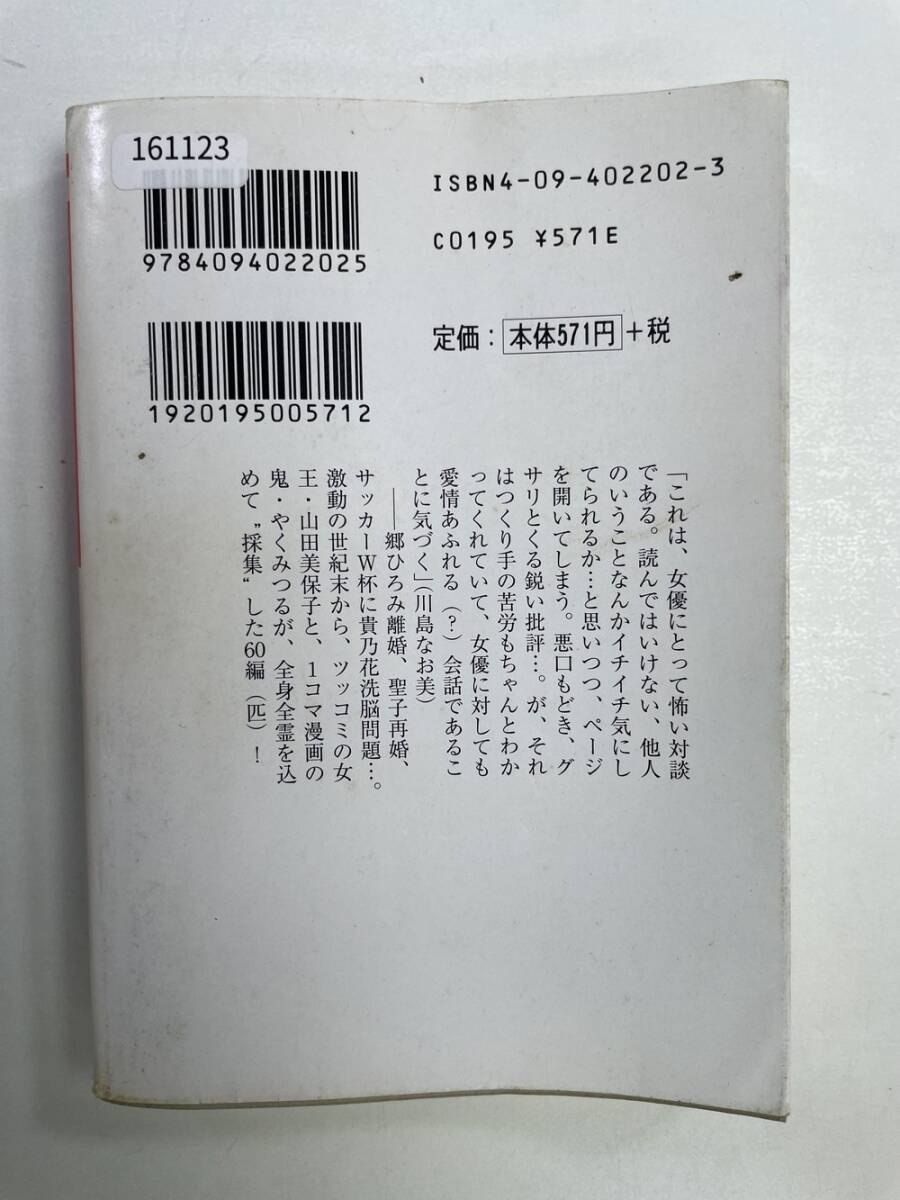 161123
9784094022025
ISBN4-09-402202-3
C0195 ¥571E
1920195005712
定価：本体571円+税
「これは、女優にとって怖い対談
である。読んではいけない、他人
のいうことなんかイチイチ気にし
てられるか…と思いつつ、ページ
を開いてしまう。悪口もどき、グ
サリとくる鋭い批評…。が、それ
はつくり手の苦労もちゃんとわか
ってくれていて、女優に対しても
愛情あふれる（？）会話であるこ
とに気づく」（川島なお美）
――郷ひろみ離婚、聖子再婚、
サッカーW杯に貴乃花洗脳問題…。
激動の世紀末から、ツッコミの女
王・山田美保子と、1コマ漫画の
鬼・やくみつるが、全身全霊を込
めて〝採集〟した60編（匹）！